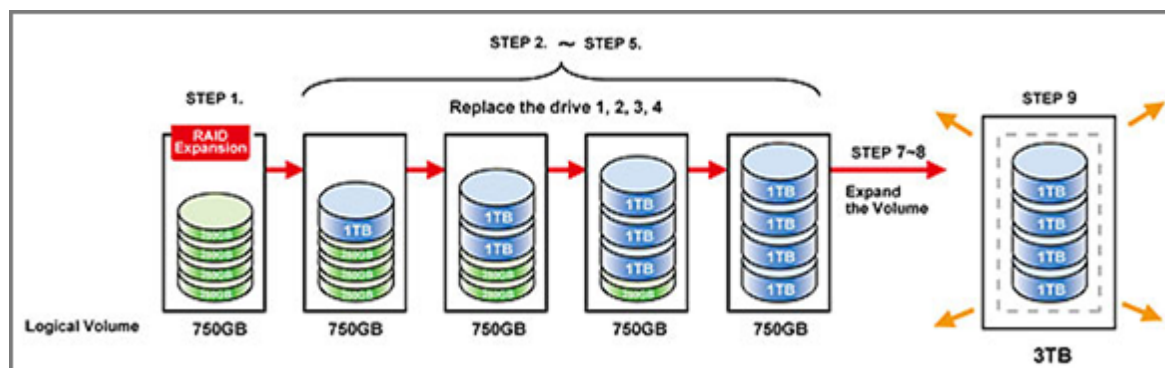 STEP 2. ~ STEP 5.
STEP 1.
Replace the drive 1, 2, 3, 4
STEP 9
RAID
Expansion
STEP 7~8
Expand
the Volume
1TB
1TB
1TB
1TB
1TB
1TB
1TB
1TB
1TB
1TB
1TB
1TB
1TB
1TB
Logical Volume
750GB
750GB
750GB
750GB
750GB
3TB